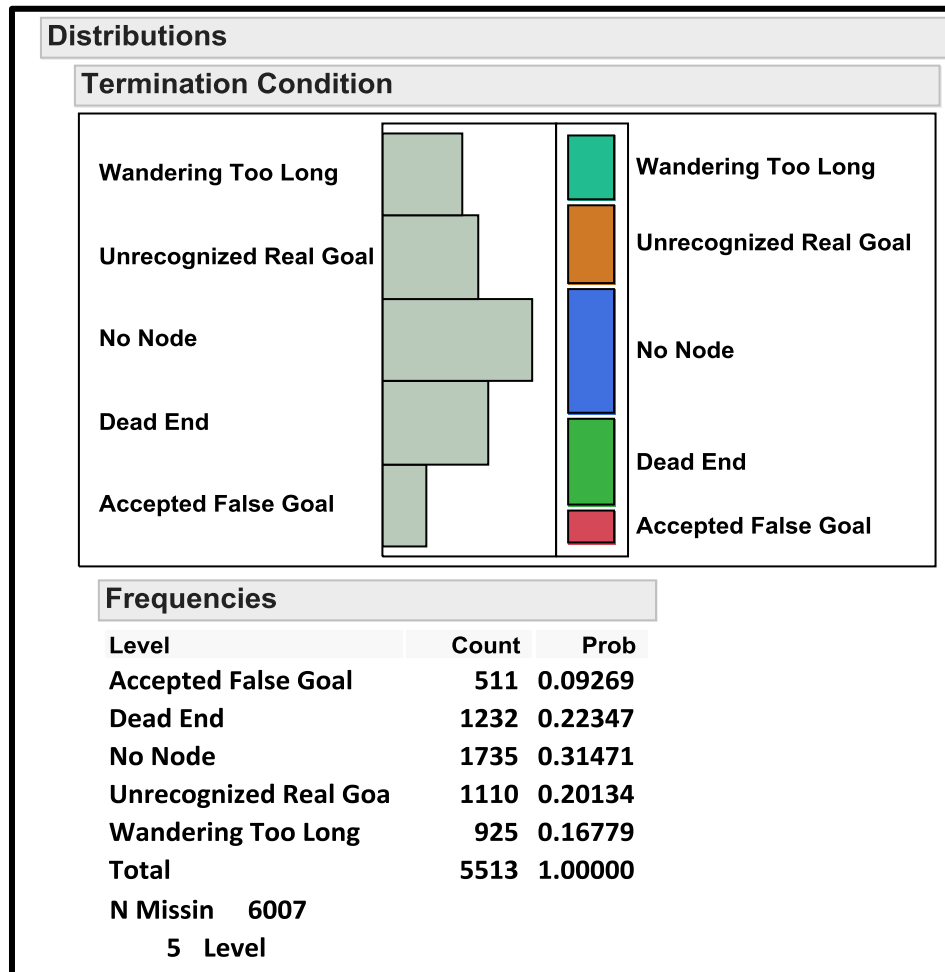 Distributions
Termination Condition
Wandering Too Long
Unrecognized Real Goal
No Node
Dead End
Accepted False Goal
Wandering Too Long
Unrecognized Real Goal
No Node
Dead End
Accepted False Goal
Frequencies
Level Count Prob
Accepted False Goal 511 0.09269
Dead End 1232 0.22347
No Node 1735 0.31471
Unrecognized Real Goa 1110 0.20134
Wandering Too Long 925 0.16779
Total 5513 1.00000
N Missin 6007
5 Level